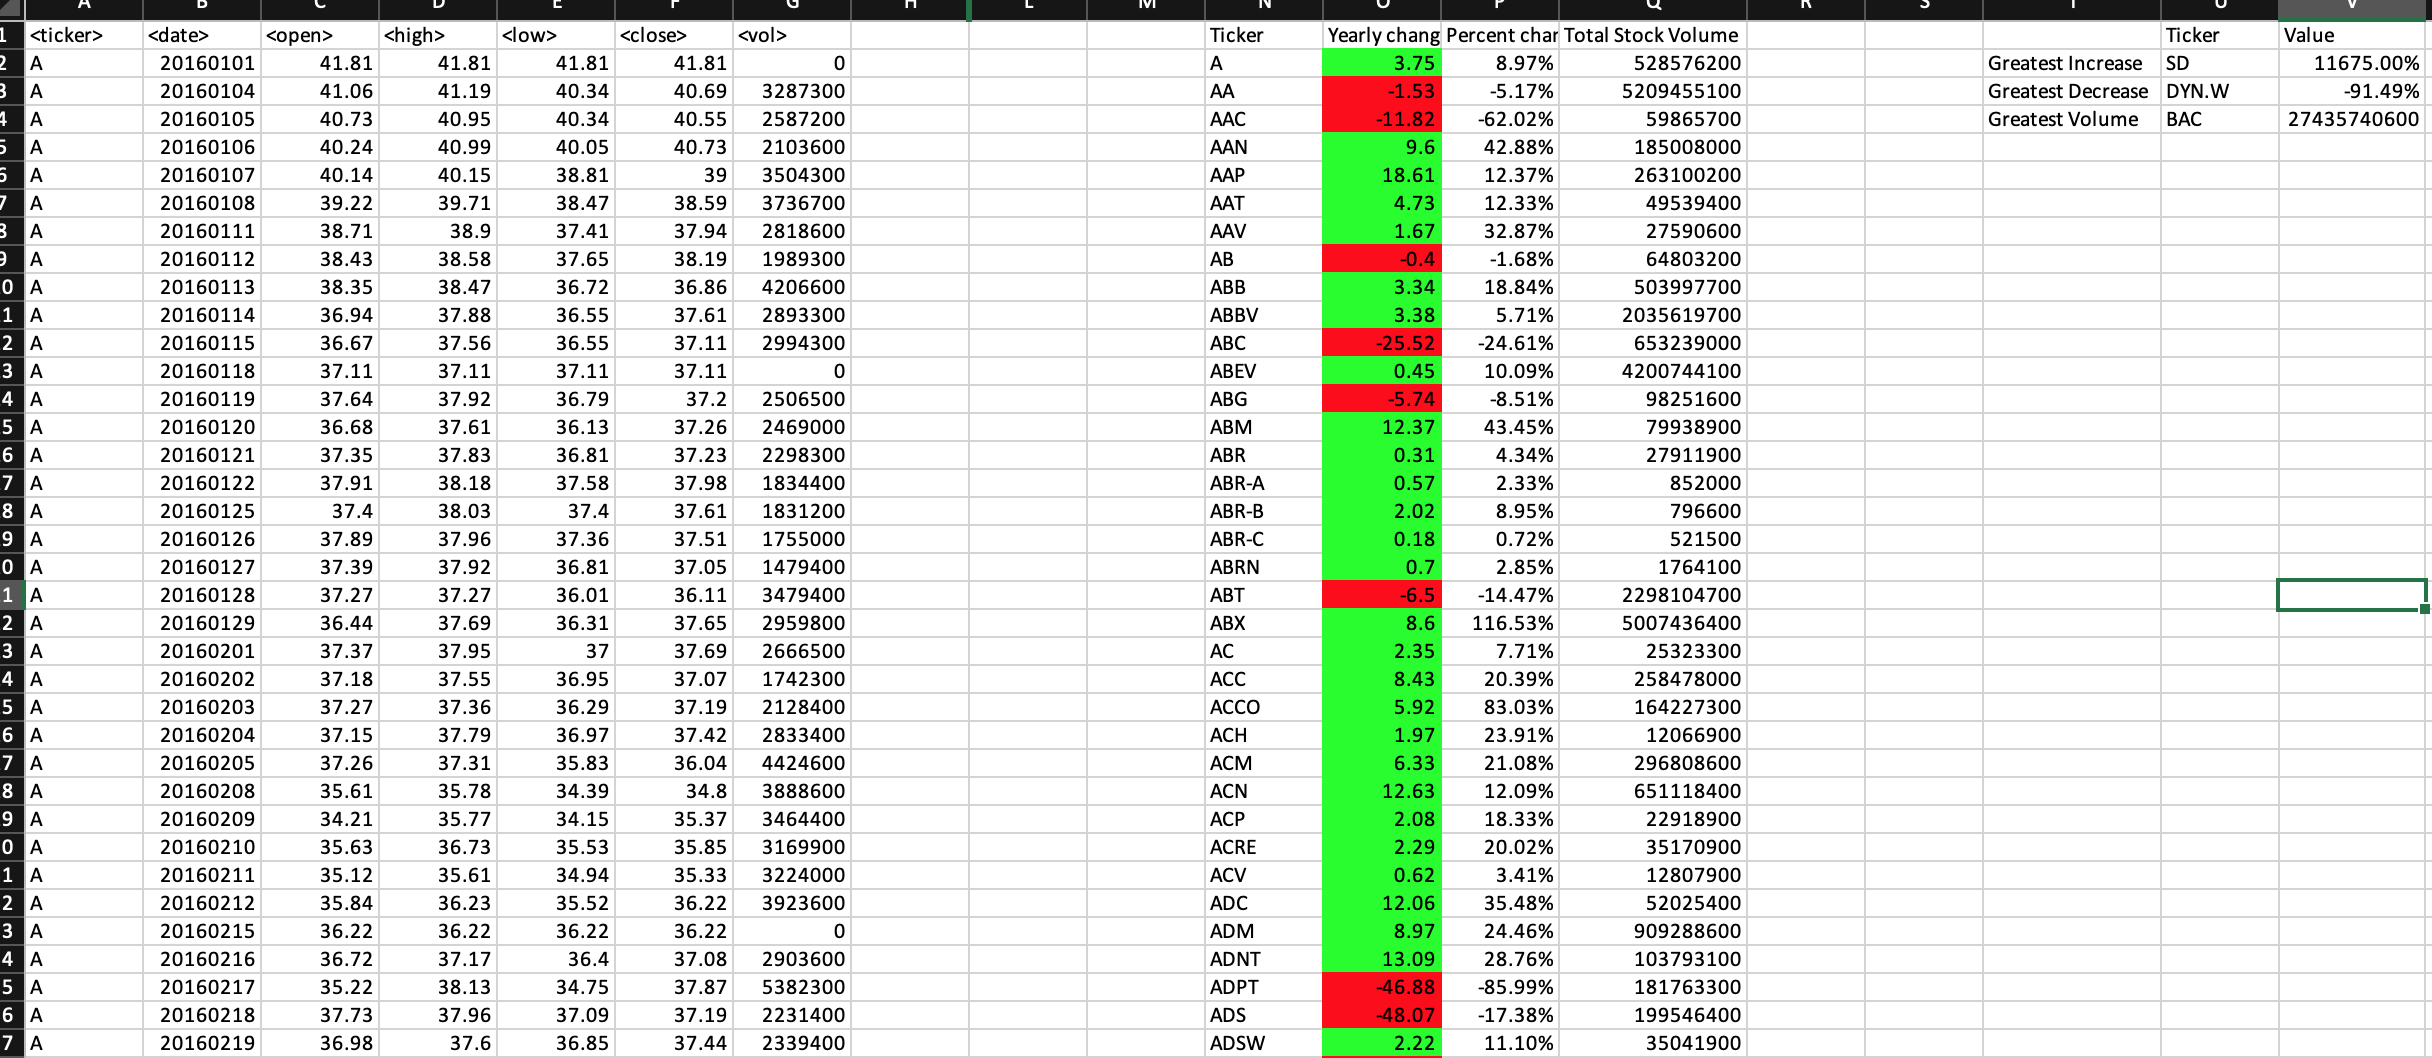 A B C D E F G H L M N O P Q R S T U V
1 <ticker> <date> <open> <high> <low> <close> <vol> Ticker Yearly chang Percent char Total Stock Volume Ticker Value
2 A 20160101 41.81 41.81 41.81 41.81 0 A 3.75 8.97% 528576200 Greatest Increase SD 11675.00%
3 A 20160104 41.06 41.19 40.34 40.69 3287300 AA -1.53 -5.17% 5209455100 Greatest Decrease DYN.W -91.49%
4 A 20160105 40.73 40.95 40.34 40.55 2587200 AAC -11.82 -62.02% 59865700 Greatest Volume BAC 27435740600
5 A 20160106 40.24 40.99 40.05 40.73 2103600 AAN 9.6 42.88% 185008000
6 A 20160107 40.14 40.15 38.81 39 3504300 AAP 18.61 12.37% 263100200
7 A 20160108 39.22 39.71 38.47 38.59 3736700 AAT 4.73 12.33% 49539400
8 A 20160111 38.71 38.9 37.41 37.94 2818600 AAV 1.67 32.87% 27590600
9 A 20160112 38.43 38.58 37.65 38.19 1989300 AB -0.4 -1.68% 64803200
0 A 20160113 38.35 38.47 36.72 36.86 4206600 ABB 3.34 18.84% 503997700
1 A 20160114 36.94 37.88 36.55 37.61 2893300 ABBV 3.38 5.71% 2035619700
2 A 20160115 36.67 37.56 36.55 37.11 2994300 ABC -25.52 -24.61% 653239000
3 A 20160118 37.11 37.11 37.11 37.11 0 ABEV 0.45 10.09% 4200744100
4 A 20160119 37.64 37.92 36.79 37.2 2506500 ABG -5.74 -8.51% 98251600
5 A 20160120 36.68 37.61 36.13 37.26 2469000 ABM 12.37 43.45% 79938900
6 A 20160121 37.35 37.83 36.81 37.23 2298300 ABR 0.31 4.34% 27911900
7 A 20160122 37.91 38.18 37.58 37.98 1834400 ABR-A 0.57 2.33% 852000
8 A 20160125 37.4 38.03 37.4 37.61 1831200 ABR-B 2.02 8.95% 796600
9 A 20160126 37.89 37.96 37.36 37.51 1755000 ABR-C 0.18 0.72% 521500
0 A 20160127 37.39 37.92 36.81 37.05 1479400 ABRN 0.7 2.85% 1764100
1 A 20160128 37.27 37.27 36.01 36.11 3479400 ABT -6.5 -14.47% 2298104700
2 A 20160129 36.44 37.69 36.31 37.65 2959800 ABX 8.6 116.53% 5007436400
3 A 20160201 37.37 37.95 37 37.69 2666500 AC 2.35 7.71% 25323300
4 A 20160202 37.18 37.55 36.95 37.07 1742300 ACC 8.43 20.39% 258478000
5 A 20160203 37.27 37.36 36.29 37.19 2128400 ACCO 5.92 83.03% 164227300
6 A 20160204 37.15 37.79 36.97 37.42 2833400 ACH 1.97 23.91% 12066900
7 A 20160205 37.26 37.31 35.83 36.04 4424600 ACM 6.33 21.08% 296808600
8 A 20160208 35.61 35.78 34.39 34.8 3888600 ACN 12.63 12.09% 651118400
9 A 20160209 34.21 35.77 34.15 35.37 3464400 ACP 2.08 18.33% 22918900
0 A 20160210 35.63 36.73 35.53 35.85 3169900 ACRE 2.29 20.02% 35170900
1 A 20160211 35.12 35.61 34.94 35.33 3224000 ACV 0.62 3.41% 12807900
2 A 20160212 35.84 36.23 35.52 36.22 3923600 ADC 12.06 35.48% 52025400
3 A 20160215 36.22 36.22 36.22 36.22 0 ADM 8.97 24.46% 909288600
4 A 20160216 36.72 37.17 36.4 37.08 2903600 ADNT 13.09 28.76% 103793100
5 A 20160217 35.22 38.13 34.75 37.87 5382300 ADPT -46.88 -85.99% 181763300
6 A 20160218 37.73 37.96 37.09 37.19 2231400 ADS -48.07 -17.38% 199546400
7 A 20160219 36.98 37.6 36.85 37.44 2339400 ADSW 2.22 11.10% 35041900